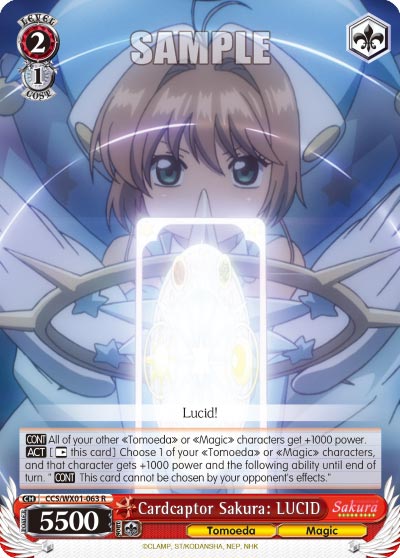 LEVEL
2
1
COST
SAMPLE
Lucid!
CONT All of your other «Tomoeda» or «Magic» characters get +1000 power.
ACT [ this card] Choose 1 of your «Tomoeda» or «Magic» characters,
and that character gets +1000 power and the following ability until end
of turn. " CONT This card cannot be chosen by your opponent's effects."
CH CCS/WX01-063 R
Cardcaptor Sakura: LUCID
Sakura
POWER 5500
Tomoeda Magic
©CLAMP, ST/KODANSHA, NEP, NHK